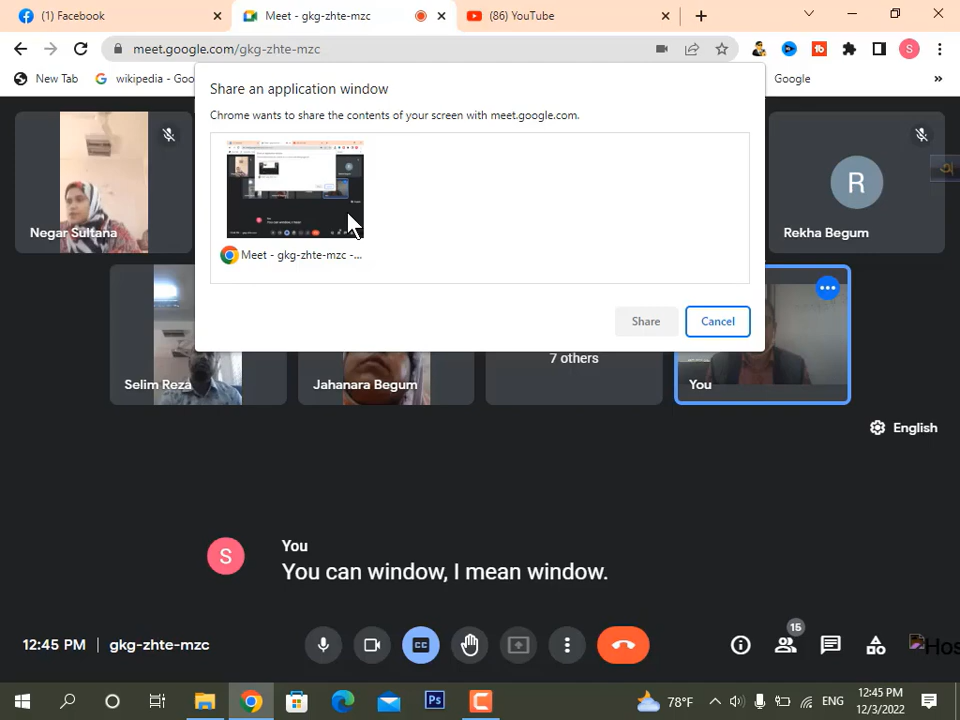 (1) Facebook
Meet - gkg-zhte-mzc
(86) YouTube
meet.google.com/gkg-zhte-mzc
S
New Tab
wikipedia - Goo
Google
»
Share an application window
Chrome wants to share the contents of your screen with meet.google.com.
Meet - gkg-zhte-mzc -...
Share
Cancel
Negar Sultana
R
Rekha Begum
Selim Reza
Jahanara Begum
7 others
You
English
S
You
You can window, I mean window.
12:45 PM | gkg-zhte-mzc
CC
15
Hos
Ps
78°F
ENG
12:45 PM
12/3/2022